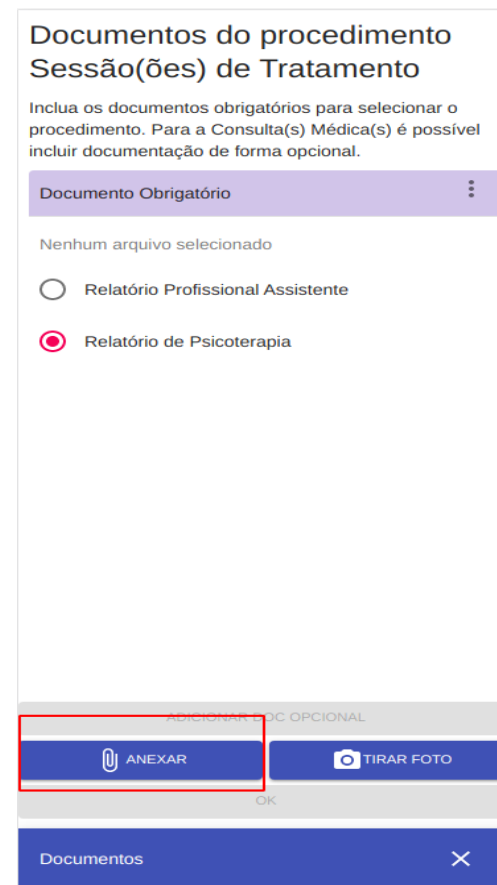 Documentos do procedimento
Sessão(ões) de Tratamento
Inclua os documentos obrigatórios para selecionar o
procedimento. Para a Consulta(s) Médica(s) é possível
incluir documentação de forma opcional.
Documento Obrigatório
Nenhum arquivo selecionado
Relatório Profissional Assistente
Relatório de Psicoterapia
ADICIONAR DOC OPCIONAL
ANEXAR
TIRAR FOTO
OK
Documentos